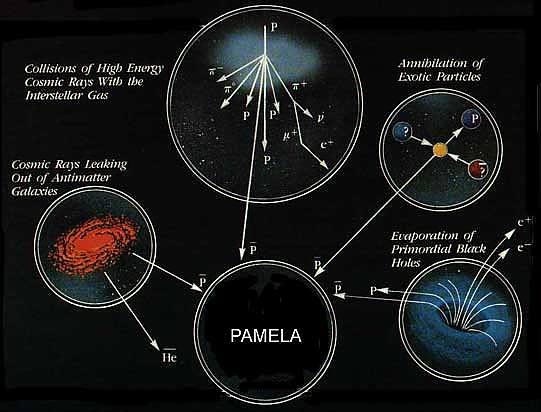 Collisions of High Energy
Cosmic Rays With the
Interstellar Gas
P
π⁻
π
P
P
P
π⁺
ν
μ⁺
e⁺
Annihilation of
Exotic Particles
?
P
?̄
Cosmic Rays Leaking
Out of Antimatter
Galaxies
P̄
H̄e
P̄
P̄
Evaporation of
Primordial Black
Holes
e⁺
e⁻
P̄
P
PAMELA